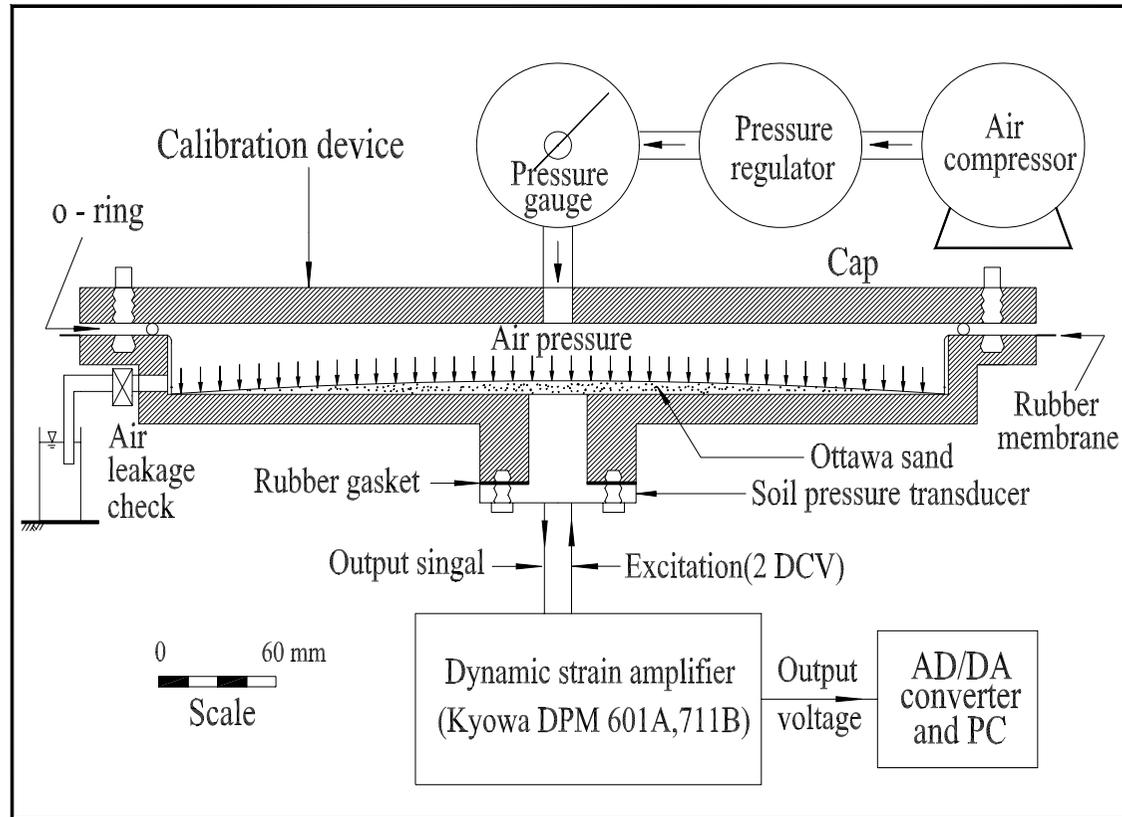 Calibration device
Pressure
gauge
Pressure
regulator
Air
compressor
o - ring
Cap
Air pressure
Air
leakage
check
Rubber
membrane
Ottawa sand
Rubber gasket
Soil pressure transducer
Output singal
Excitation(2 DCV)
0 60 mm
Scale
Dynamic strain amplifier
(Kyowa DPM 601A,711B)
Output
voltage
AD/DA
converter
and PC